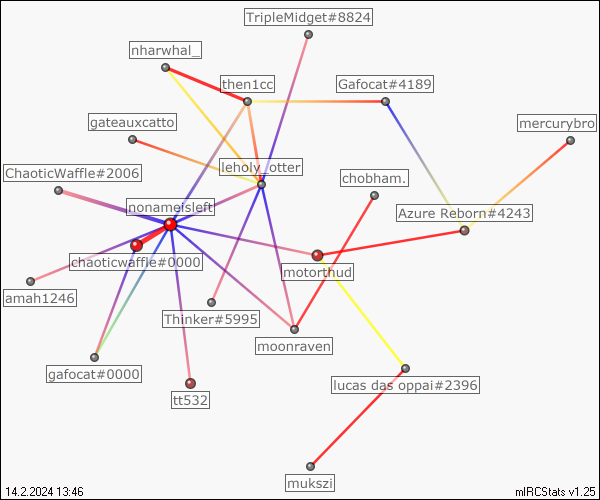 TripleMidget#8824
nharwhal_
then1cc
Gafocat#4189
gateauxcatto
mercurybro
leholy_otter
ChaoticWaffle#2006
chobham.
nonameisleft
Azure Reborn#4243
chaoticwaffle#0000
motorthud
amah1246
Thinker#5995
moonraven
gafocat#0000
lucas das oppai#2396
tt532
mukszi
14.2.2024 13:46
mIRCStats v1.25